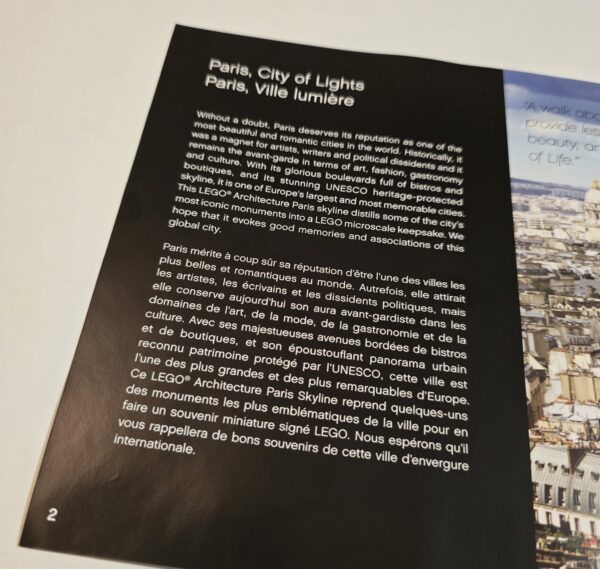 Paris, City of Lights
Paris, Ville lumière
Without a doubt, Paris deserves its reputation as one of the
most beautiful and romantic cities in the world. Historically, it
was a magnet for artists, writers and political dissidents and it
remains the avant-garde in terms of art, fashion, gastronomy
and culture. With its glorious boulevards full of bistros and
boutiques, and its stunning UNESCO heritage-protected
skyline, it is one of Europe's largest and most memorable cities.
This LEGO® Architecture Paris skyline distills some of the city's
most iconic monuments into a LEGO microscale keepsake. We
hope that it evokes good memories and associations of this
global city.
Paris mérite à coup sûr sa réputation d'être l'une des villes les
plus belles et romantiques au monde. Autrefois, elle attirait
les artistes, les écrivains et les dissidents politiques, mais
elle conserve aujourd'hui son aura avant-gardiste dans les
domaines de l'art, de la mode, de la gastronomie et de la
culture. Avec ses majestueuses avenues bordées de bistros
et de boutiques, et son époustouflant panorama urbain
reconnu patrimoine protégé par l'UNESCO, cette ville est
l'une des plus grandes et des plus remarquables d'Europe.
Ce LEGO® Architecture Paris Skyline reprend quelques-uns
des monuments les plus emblématiques de la ville pour en
faire un souvenir miniature signé LEGO. Nous espérons qu'il
vous rappellera de bons souvenirs de cette ville d'envergure
internationale.
2
"A walk abo
provide les
beauty, an
of Life."